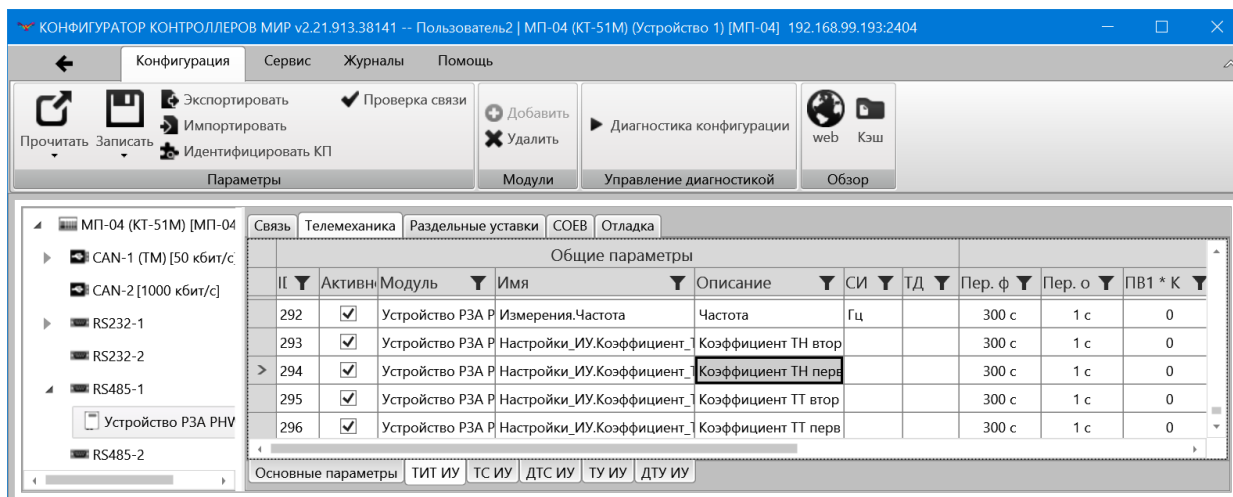 КОНФИГУРАТОР КОНТРОЛЛЕРОВ МИР v2.21.913.38141 -- Пользователь2 | МП-04 (КТ-51М) (Устройство 1) [МП-04] 192.168.99.193:2404
Конфигурация Сервис Журналы Помощь
Прочитать Записать
Экспортировать
Импортировать
Идентифицировать КП
Проверка связи
Параметры
Добавить
Удалить
Модули
Диагностика конфигурации
Управление диагностикой
web Кэш
Обзор
МП-04 (КТ-51М) [МП-04
CAN-1 (ТМ) [50 кбит/с]
CAN-2 [1000 кбит/с]
RS232-1
RS232-2
RS485-1
Устройство РЗА РНW
RS485-2
Связь Телемеханика Раздельные уставки СОЕВ Отладка
Общие параметры
Активн Модуль Имя Описание СИ ТД Пер. ф Пер. о ПВ1 * К
292 Устройство РЗА Р Измерения.Частота Частота Гц 300 с 1 с 0
293 Устройство РЗА Р Настройки_ИУ.Коэффициент_Т Коэффициент ТН втор 300 с 1 с 0
294 Устройство РЗА Р Настройки_ИУ.Коэффициент_Т Коэффициент ТН перв 300 с 1 с 0
295 Устройство РЗА Р Настройки_ИУ.Коэффициент_Т Коэффициент ТТ втор 300 с 1 с 0
296 Устройство РЗА Р Настройки_ИУ.Коэффициент_Т Коэффициент ТТ перв 300 с 1 с 0
Основные параметры ТИТ ИУ ТС ИУ ДТС ИУ ТУ ИУ ДТУ ИУ